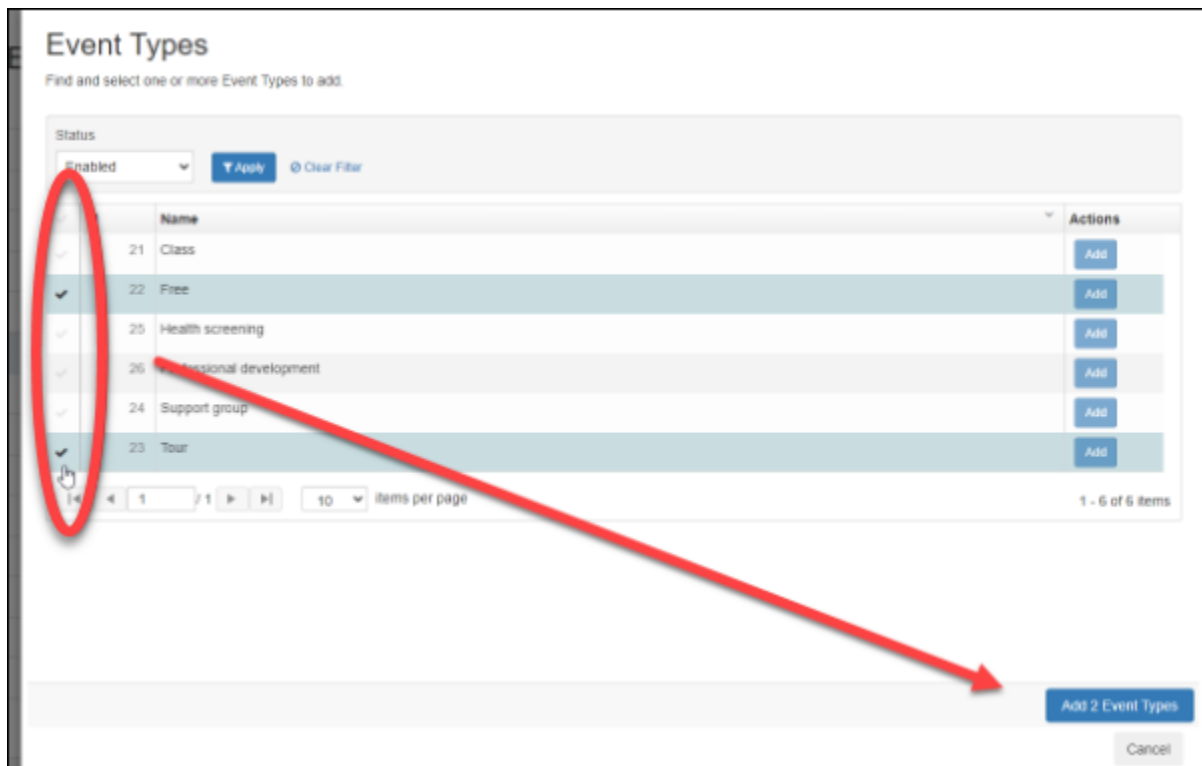 Event Types
Find and select one or more Event Types to add.
Status
Enabled Apply Clear Filter
Name Actions
21 Class Add
22 Free Add
25 Health screening Add
26 development Add
24 Support group Add
23 Tour Add
1 / 1 10 items per page 1 - 6 of 6 items
Add 2 Event Types
Cancel